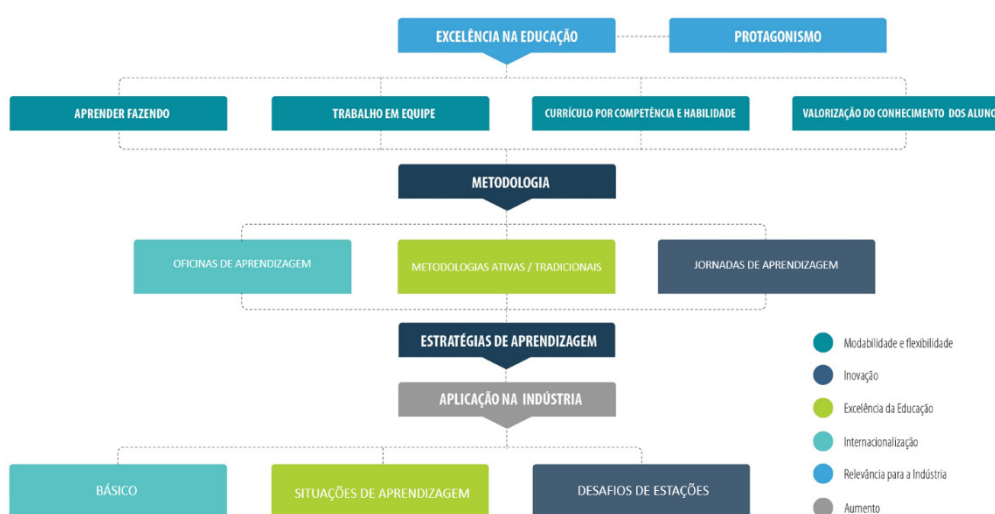 EXCELÊNCIA NA EDUCAÇÃO
PROTAGONISMO
APRENDER FAZENDO
TRABALHO EM EQUIPE
CURRÍCULO POR COMPETÊNCIA E HABILIDADE
VALORIZAÇÃO DO CONHECIMENTO DOS ALUNO
METODOLOGIA
OFICINAS DE APRENDIZAGEM
METODOLOGIAS ATIVAS / TRADICIONAIS
JORNADAS DE APRENDIZAGEM
ESTRATÉGIAS DE APRENDIZAGEM
APLICAÇÃO NA INDÚSTRIA
BÁSICO
SITUAÇÕES DE APRENDIZAGEM
DESAFIOS DE ESTAÇÕES
Modabilidade e flexibilidade
Inovação
Excelência da Educação
Internacionalização
Relevância para a Indústria
Aumento